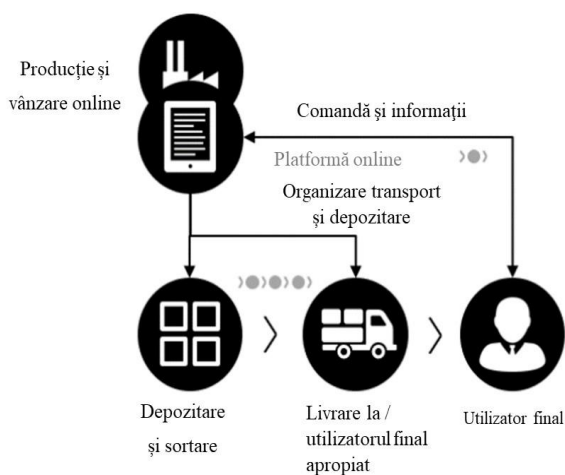 Producție și
vânzare online
Comandă și informații
Platformă online
Organizare transport
și depozitare
Depozitare
și sortare
Livrare la /
utilizatorul final
apropiat
Utilizator final